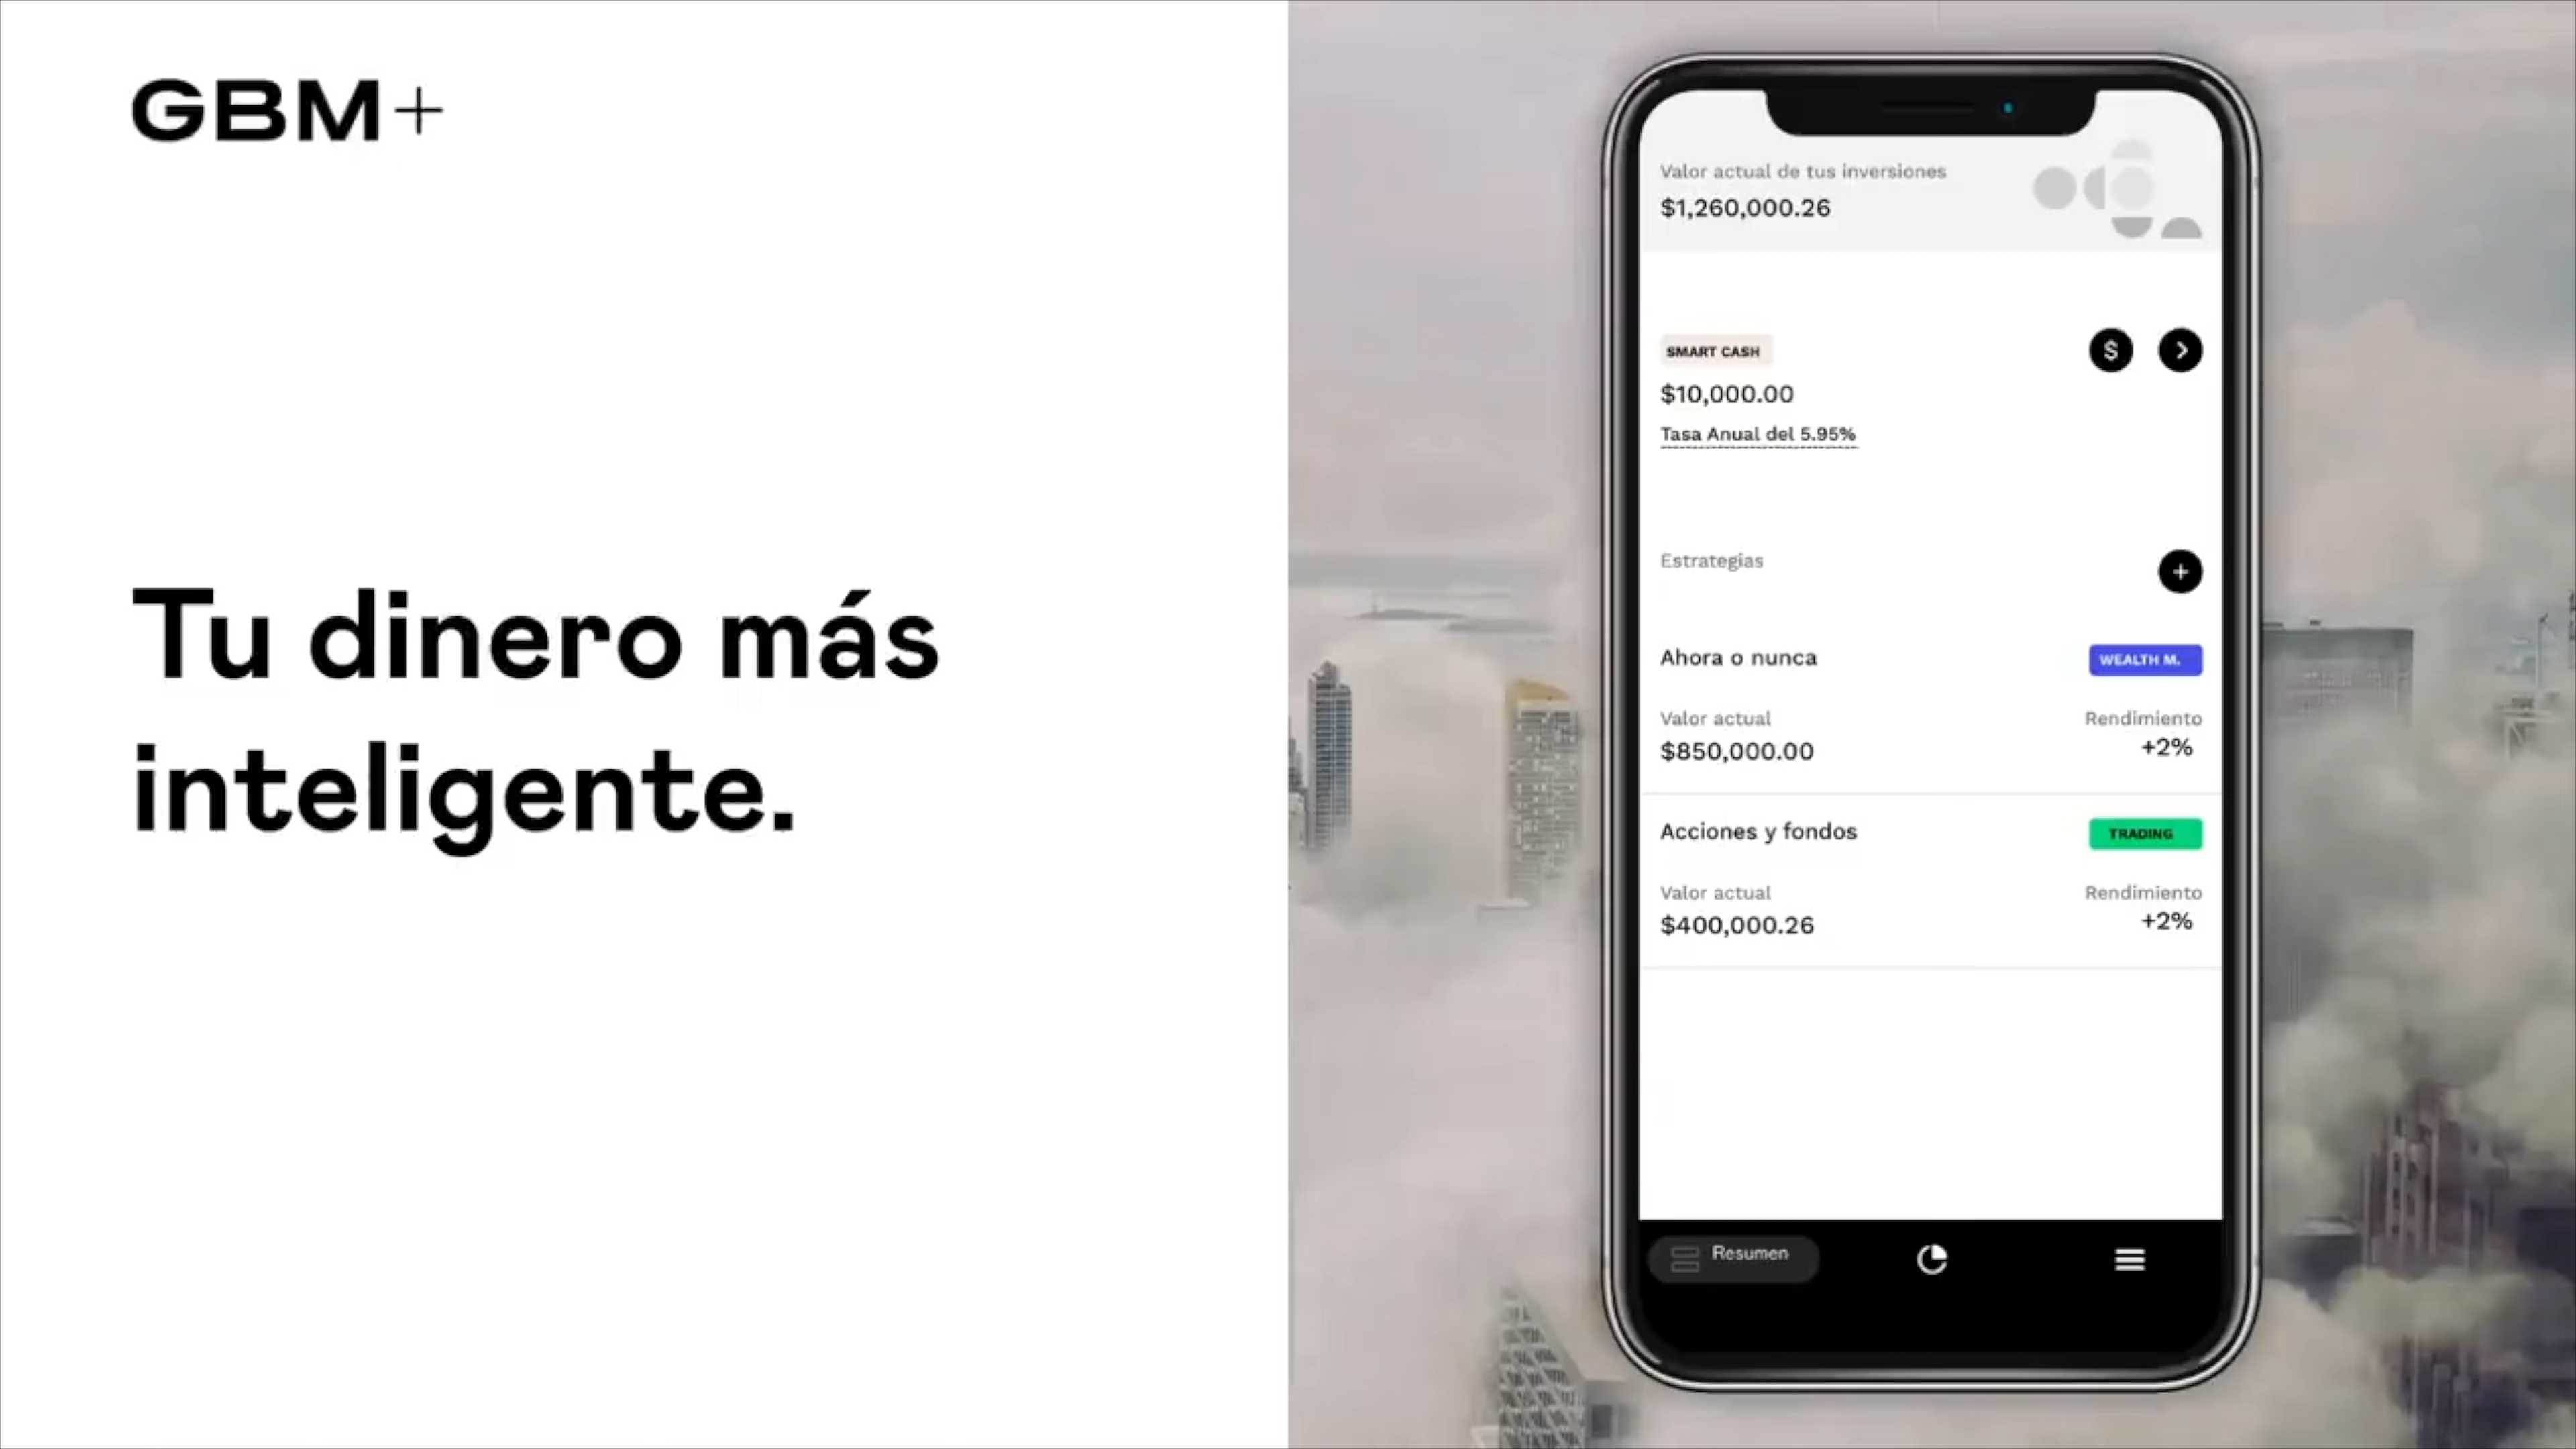 GBM+
Tu dinero más
inteligente.
Valor actual de tus inversiones
$1,260,000.26
SMART CASH
$
$10,000.00
Tasa Anual del 5.95%
Estrategias
Ahora o nunca
WEALTH M.
Valor actual
Rendimiento
$850,000.00
+2%
Acciones y fondos
TRADING
Valor actual
Rendimiento
$400,000.26
+2%
Resumen